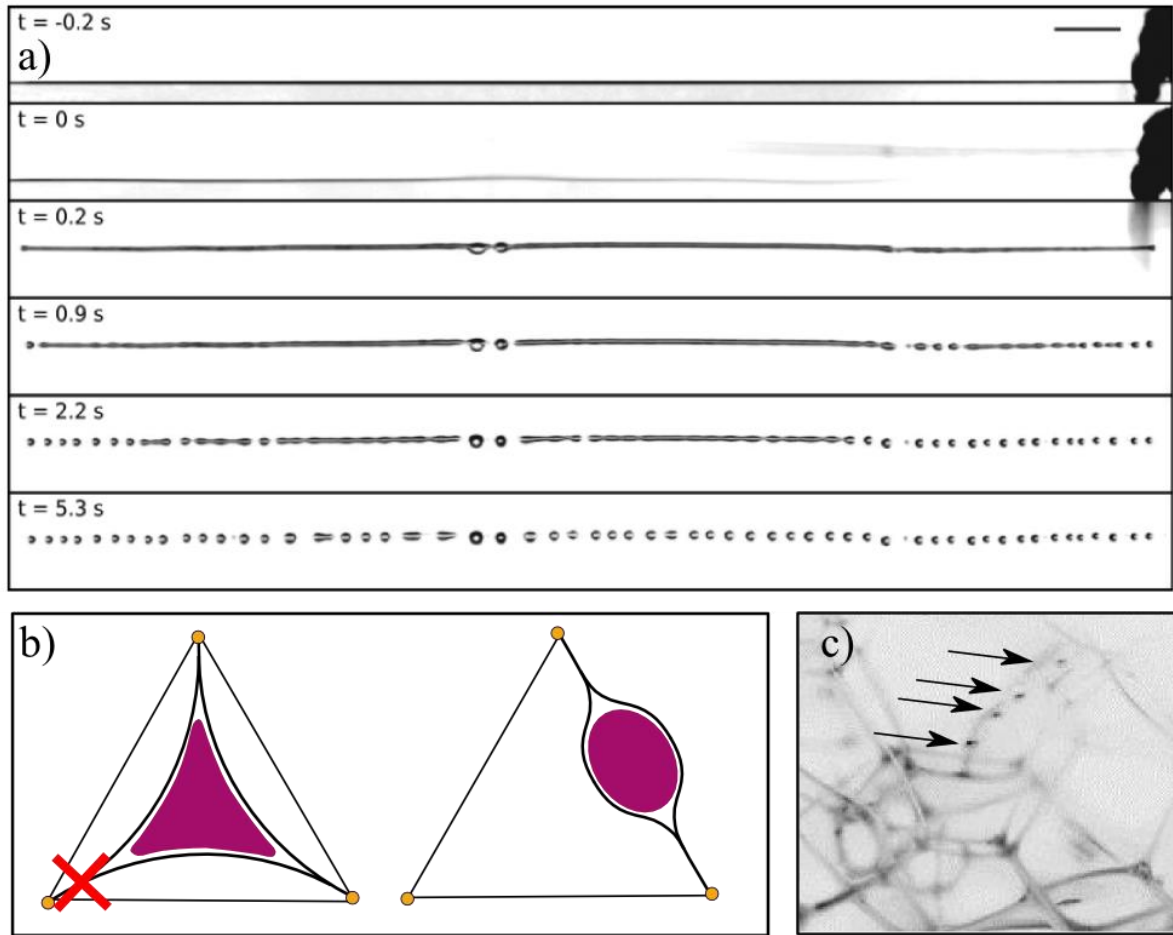 t = -0.2 s
a)
t = 0 s
t = 0.2 s
t = 0.9 s
t = 2.2 s
t = 5.3 s
b)
c)